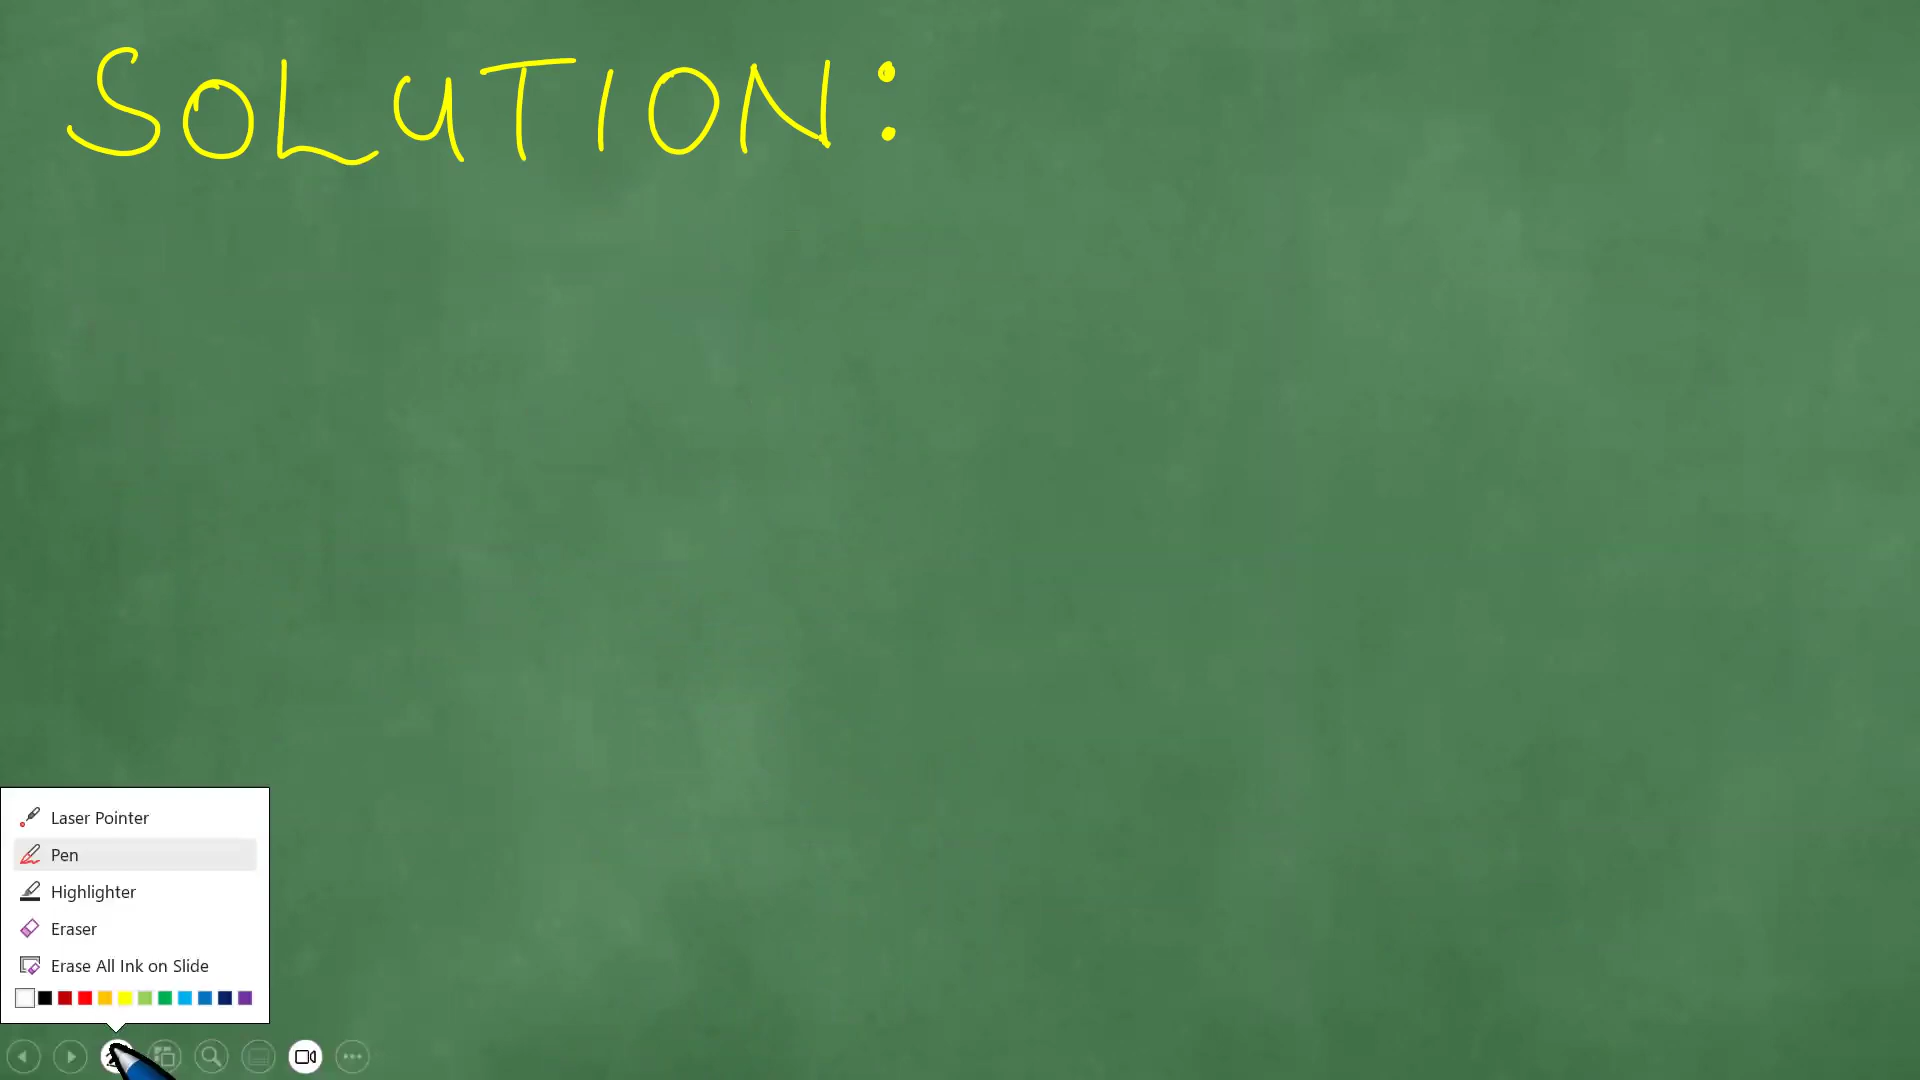 SOLUTION:
Laser Pointer
Pen
Highlighter
Eraser
Erase All Ink on Slide